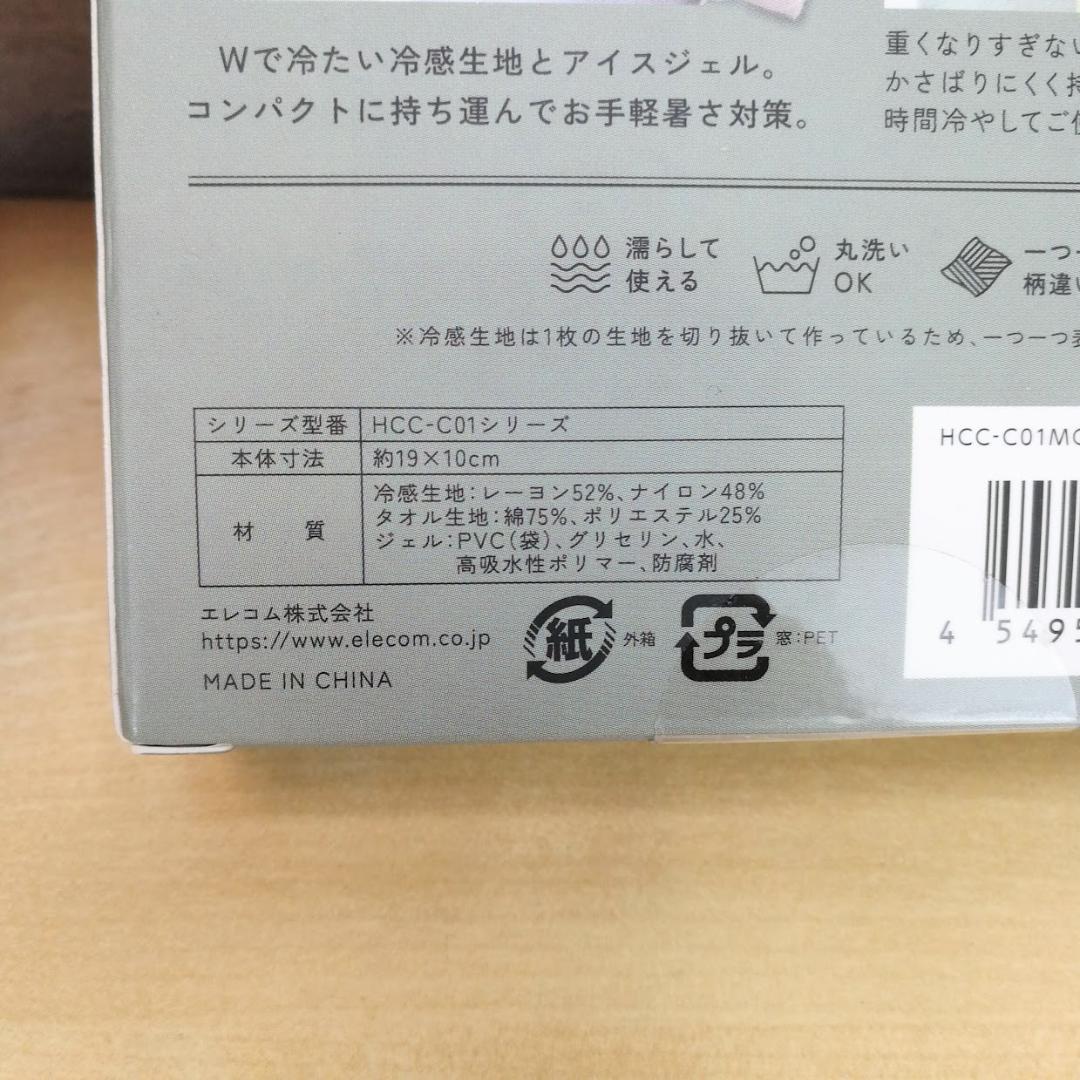 Wで冷たい冷感生地とアイスジェル。
コンパクトに持ち運んでお手軽暑さ対策。
重くなりすぎない
かさばりにくく持
時間冷やしてご使
濡らして
使える
丸洗い
OK
一つ一
柄違い
※冷感生地は1枚の生地を切り抜いて作っているため、一つ一つ表
シリーズ型番 HCC-C01シリーズ
本体寸法 約19×10cm
材 質 冷感生地:レーヨン52%、ナイロン48%
タオル生地:綿75%、ポリエステル25%
ジェル:PVC(袋)、グリセリン、水、
高吸水性ポリマー、防腐剤
エレコム株式会社
https://www.elecom.co.jp
MADE IN CHINA
紙 外箱
プラ 窓:PET
HCC-C01M
4 5495